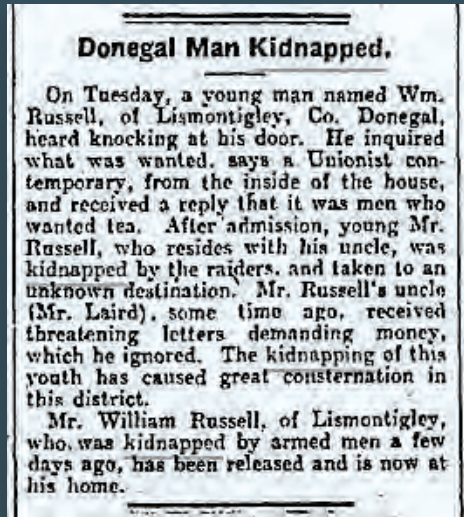 Donegal Man Kidnapped.
On Tuesday, a young man named Wm.
Russell, of Lismontigley, Co. Donegal,
heard knocking at his door. He inquired
what was wanted, says a Unionist con-
temporary, from the inside of the house,
and received a reply that it was men who
wanted tea. After admission, young Mr.
Russell, who resides with his uncle, was
kidnapped by the raiders, and taken to an
unknown destination. Mr. Russell's uncle
(Mr. Laird), some time ago, received
threatening letters demanding money,
which he ignored. The kidnapping of this
youth has caused great consternation in
this district.
Mr. William Russell, of Lismontigley,
who was kidnapped by armed men a few
days ago, has been released and is now at
his home.